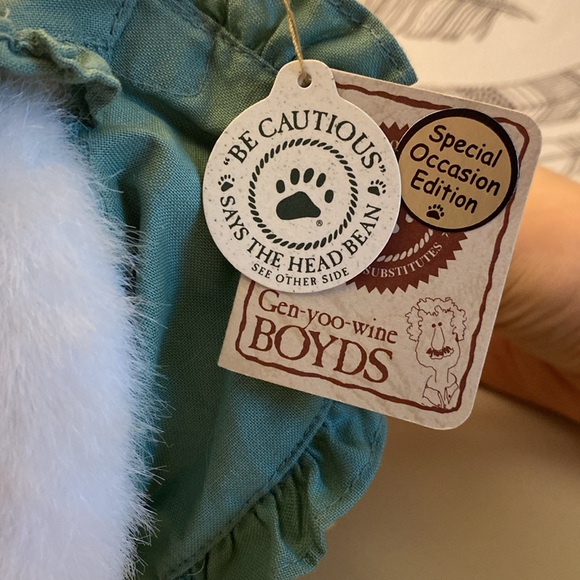 "BE CAUTIOUS"
®
SAYS THE HEAD BEAN
SEE OTHER SIDE
Special
Occasion
Edition
SUBSTITUTES
Gen-yoo-wine
BOYDS